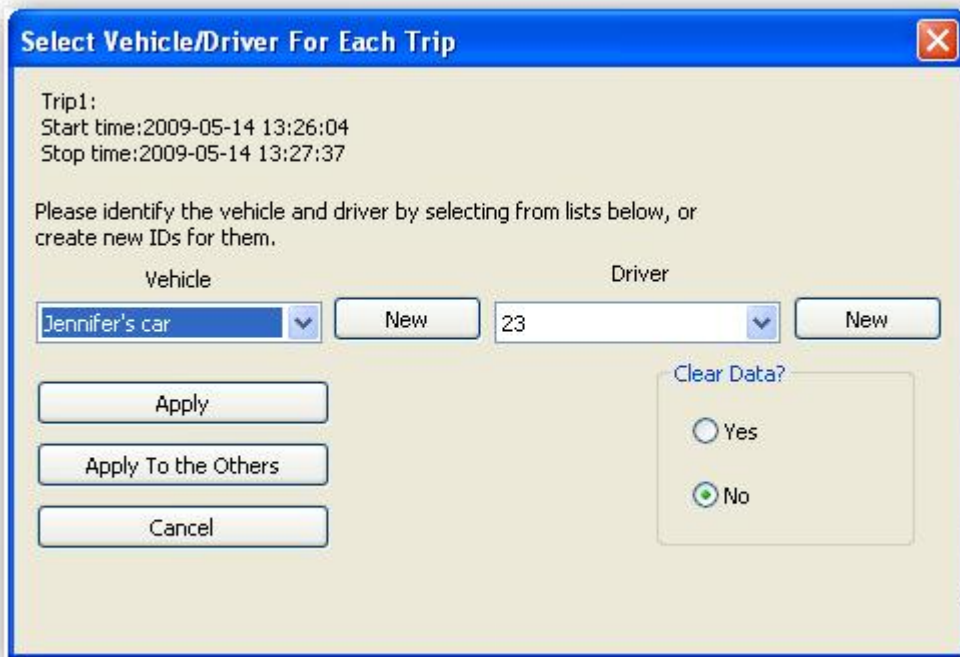 Select Vehicle/Driver For Each Trip
Trip1:
Start time:2009-05-14 13:26:04
Stop time:2009-05-14 13:27:37
Please identify the vehicle and driver by selecting from lists below, or
create new IDs for them.
Vehicle Driver
Jennifer's car New 23 New
Clear Data?
Apply
Yes
Apply To the Others
No
Cancel